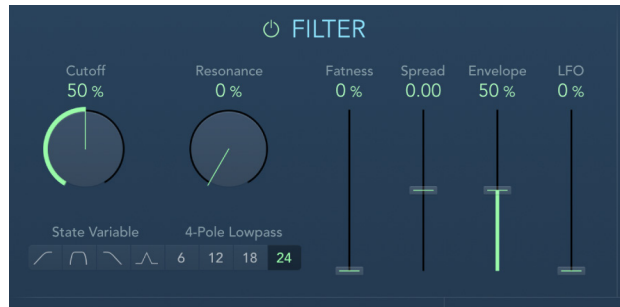 FILTER
Cutoff Resonance Fatness Spread Envelope LFO
50 % 0 % 0 % 0.00 50 % 0 %
State Variable 4-Pole Lowpass
6 12 18 24